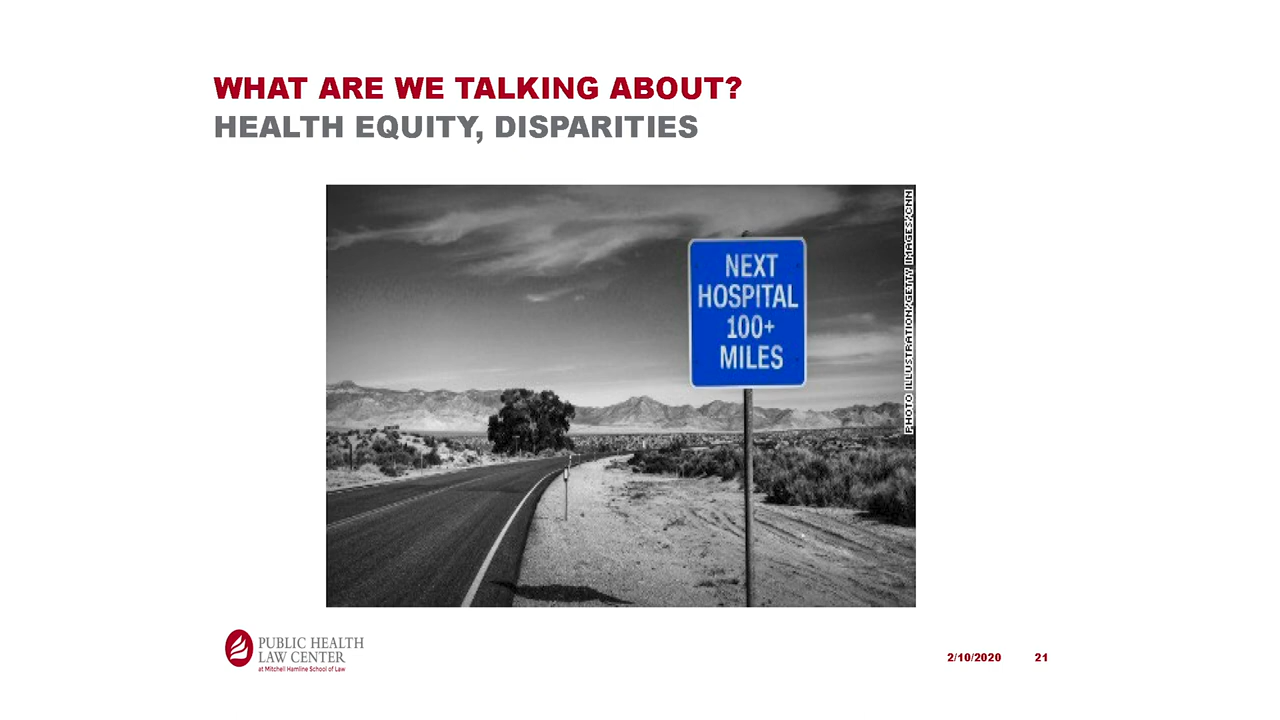 WHAT ARE WE TALKING ABOUT?
HEALTH EQUITY, DISPARITIES
NEXT
HOSPITAL
100+
MILES
PHOTO ILLUSTRATION/GETTY IMAGES/CNN
PUBLIC HEALTH
LAW CENTER
at Mitchell Hamline School of Law
2/10/2020
21